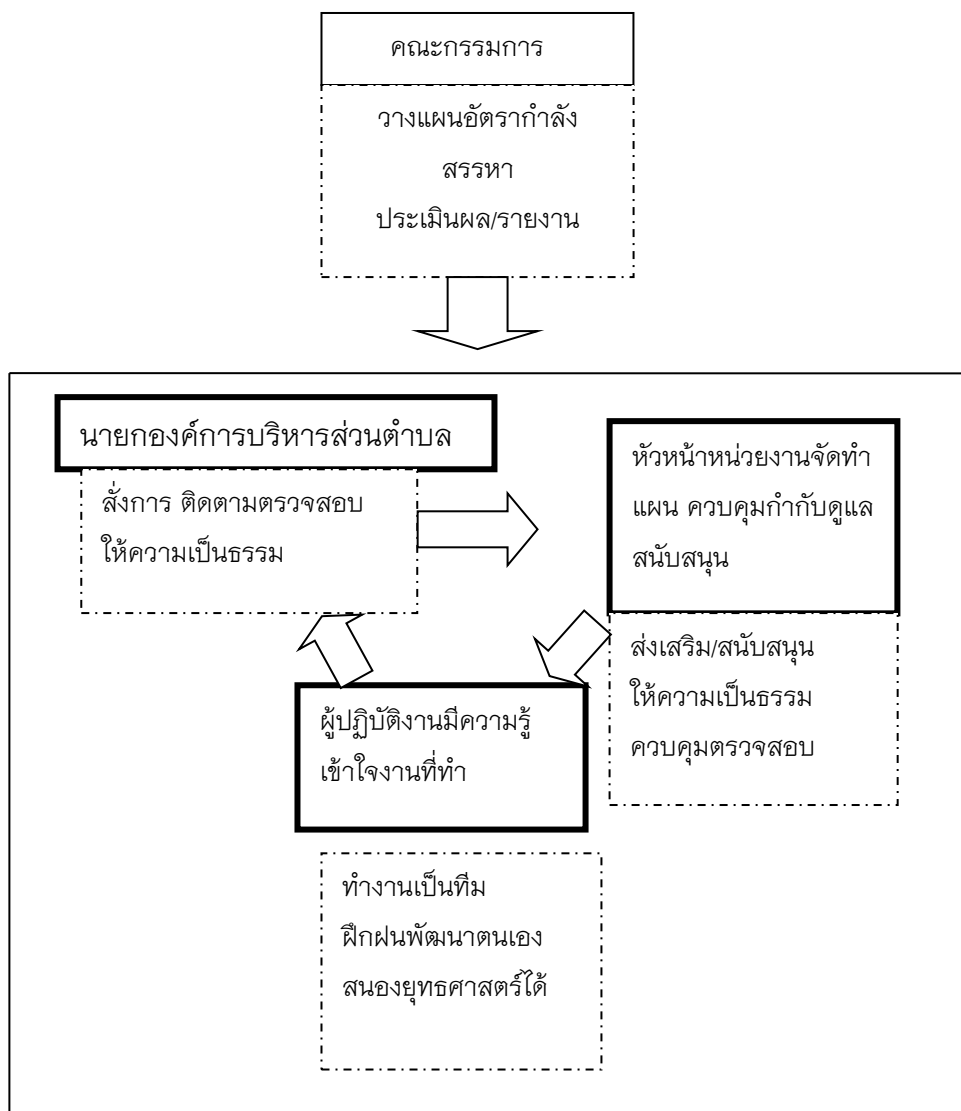 คณะกรรมการ
วางแผนอัตรากำลัง
สรรหา
ประเมินผล/รายงาน
นายกองค์การบริหารส่วนตำบล
สั่งการ ติดตามตรวจสอบ
ให้ความเป็นธรรม
หัวหน้าหน่วยงานจัดทำ
แผน ควบคุมกำกับดูแล
สนับสนุน
ส่งเสริม/สนับสนุน
ให้ความเป็นธรรม
ควบคุมตรวจสอบ
ผู้ปฏิบัติงานมีความรู้
เข้าใจงานที่ทำ
ทำงานเป็นทีม
ฝึกฝนพัฒนาตนเอง
สนองยุทธศาสตร์ได้